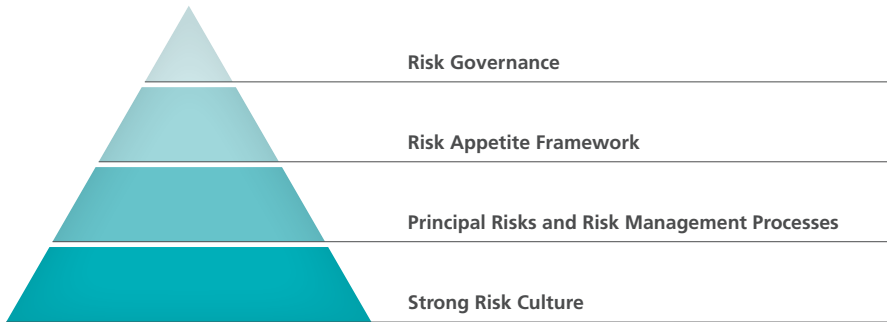 Risk Governance
Risk Appetite Framework
Principal Risks and Risk Management Processes
Strong Risk Culture